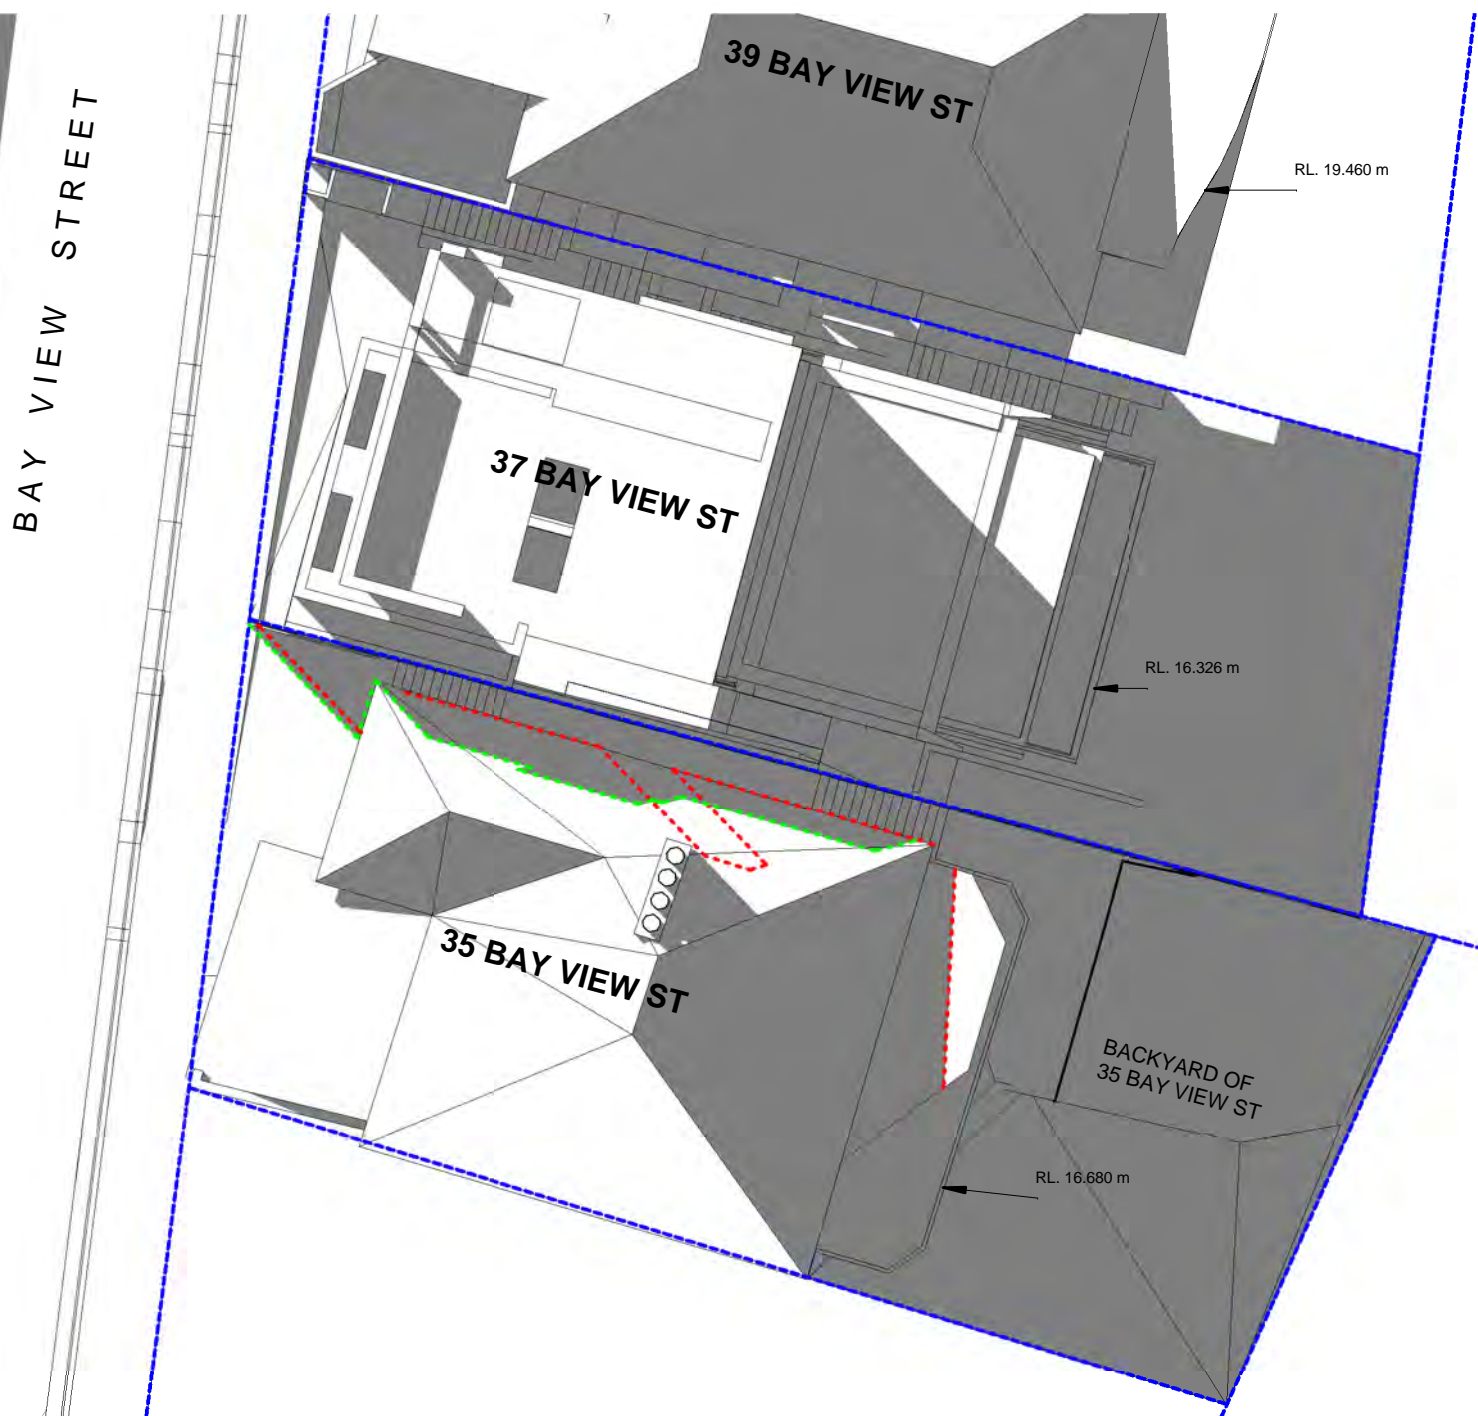 39 BAY VIEW ST
RL. 19.460 m
BAY VIEW STREET
37 BAY VIEW ST
RL. 16.326 m
35 BAY VIEW ST
BACKYARD OF
35 BAY VIEW ST
RL. 16.680 m